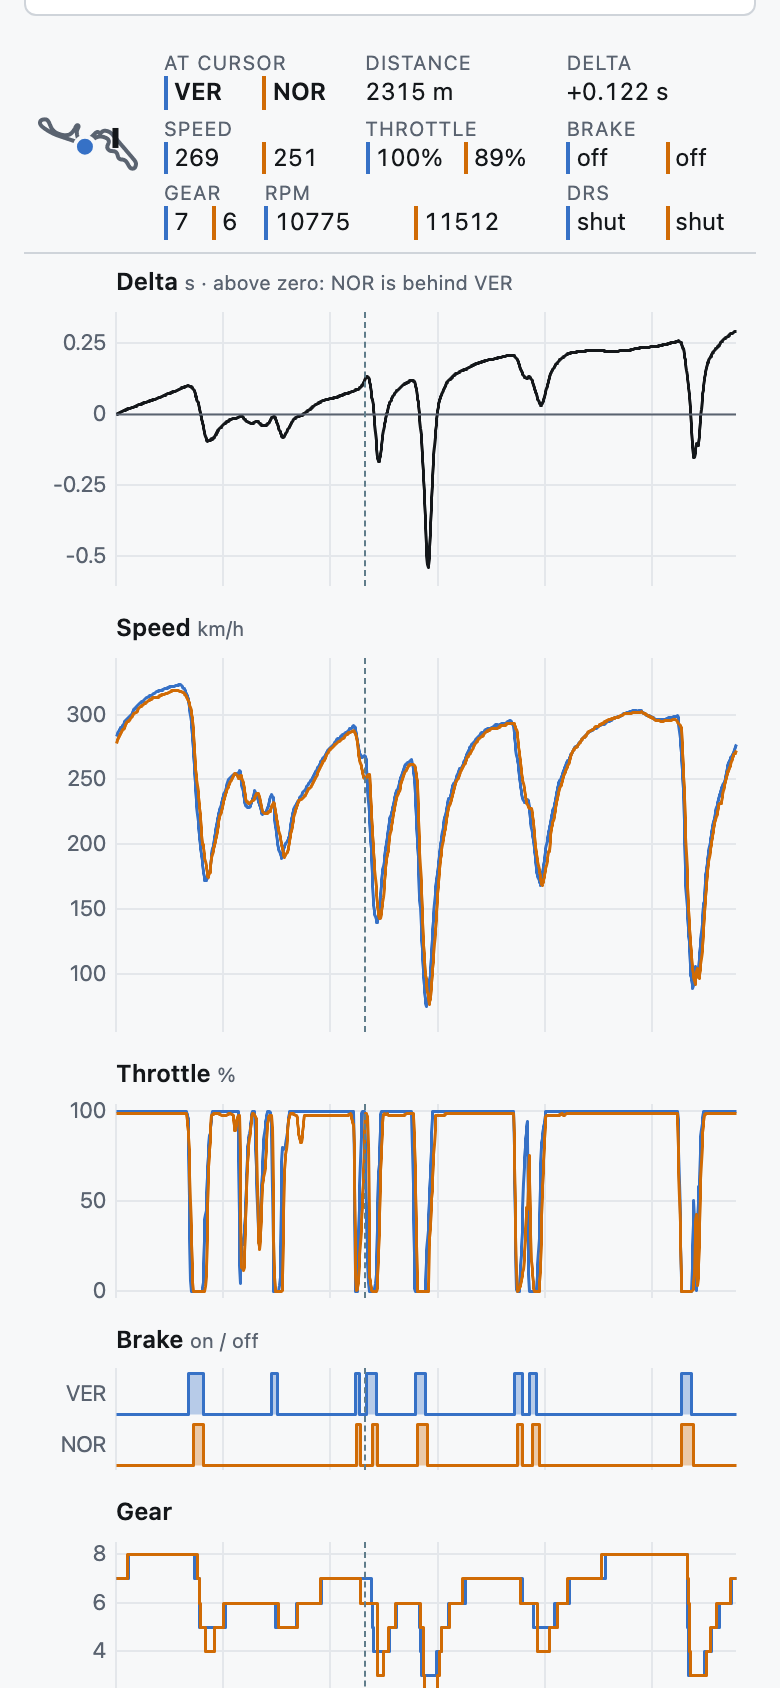 AT CURSOR DISTANCE DELTA
VER NOR 2315 m +0.122 s
SPEED THROTTLE BRAKE
269 251 100% 89% off off
GEAR RPM DRS
7 6 10775 11512 shut shut
Delta s · above zero: NOR is behind VER
0.25
0
-0.25
-0.5
Speed km/h
300
250
200
150
100
Throttle %
100
50
0
Brake on / off
VER
NOR
Gear
8
6
4